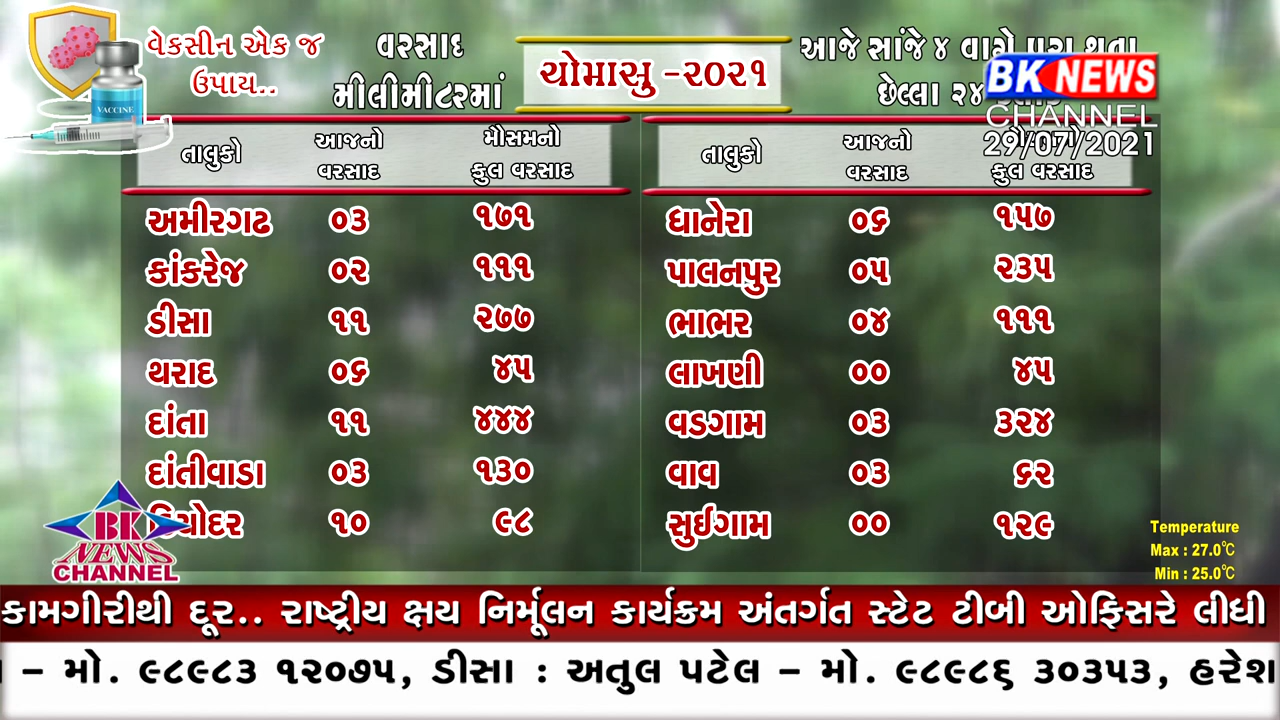 વેક્સીન એક જ
ઉપાય..
VACCINE
વરસાદ
મીલીમીટરમાં
ચોમાસુ -૨૦૨૧
આજે સાંજે ૪ વાગે પુરા થતા
છેલ્લા ૨૪
BK NEWS
CHANNEL
29/07/2021
તાલુકો આજનો વરસાદ મૌસમનો કુલ વરસાદ
અમીરગઢ ૦૩ ૧૭૧
કાંકરેજ ૦૨ ૧૧૧
ડીસા ૧૧ ૨૭૭
થરાદ ૦૬ ૪૫
દાંતા ૧૧ ૪૪૪
દાંતીવાડા ૦૩ ૧૩૦
દિયોદર ૧૦ ૯૮
તાલુકો આજનો વરસાદ કુલ વરસાદ
ધાનેરા ૦૬ ૧૫૭
પાલનપુર ૦૫ ૨૩૫
ભાભર ૦૪ ૧૧૧
લાખણી ૦૦ ૪૫
વડગામ ૦૩ ૩૨૪
વાવ ૦૩ ૬૨
સુઈગામ ૦૦ ૧૨૯
BK
NEWS
CHANNEL
Temperature
Max : 27.0℃
Min : 25.0℃
કામગીરીથી દૂર.. રાષ્ટ્રીય ક્ષય નિર્મૂલન કાર્યક્રમ અંતર્ગત સ્ટેટ ટીબી ઓફિસરે લીધી
– મો. ૯૮૯૮૩ ૧૨૦૭૫, ડીસા : અતુલ પટેલ – મો. ૯૮૯૮૬ ૩૦૩૫૩, હરેશ